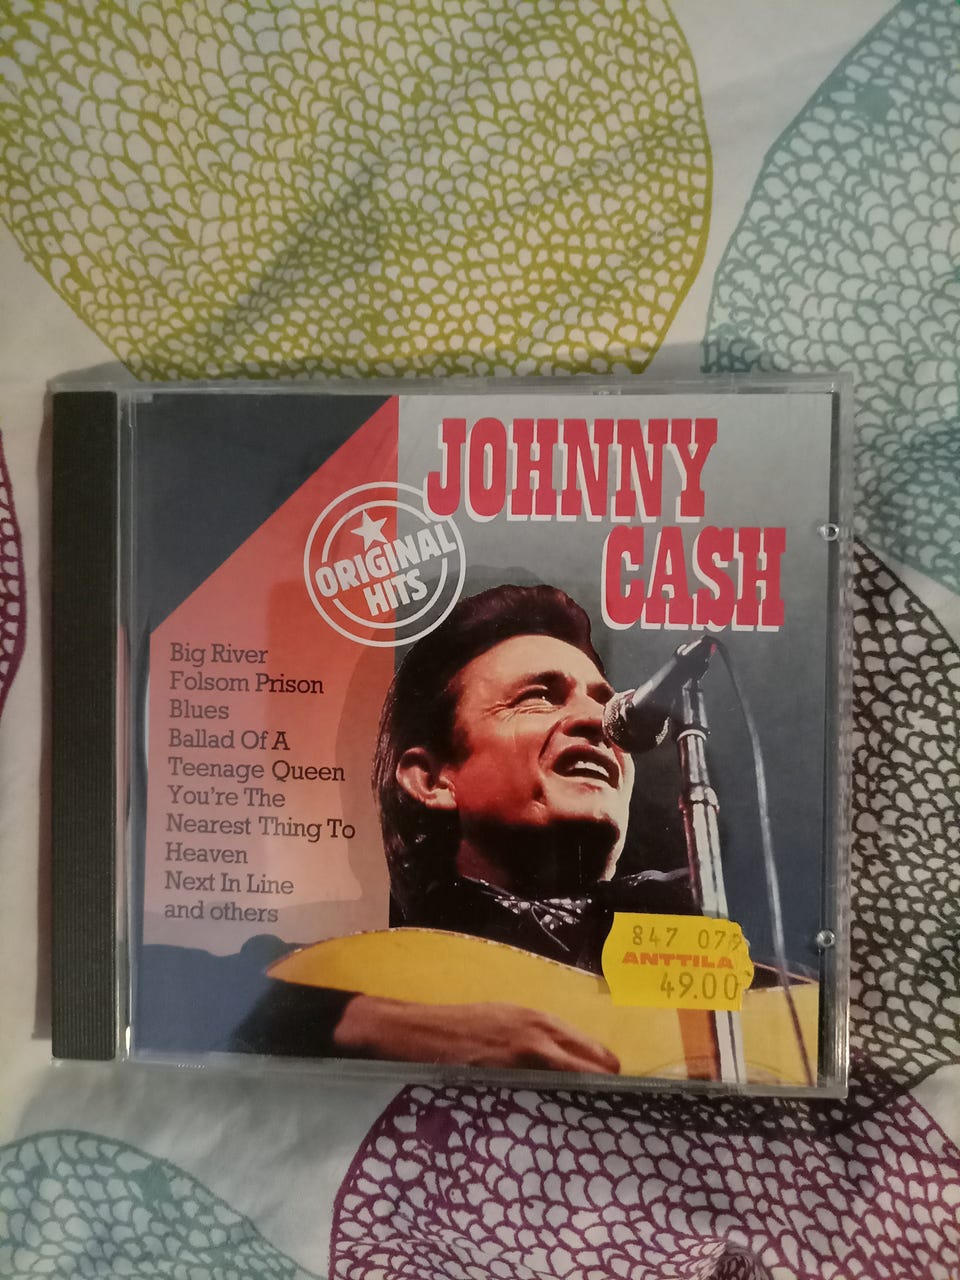 JOHNNY
CASH
ORIGINAL
HITS
Big River
Folsom Prison
Blues
Ballad Of A
Teenage Queen
You're The
Nearest Thing To
Heaven
Next In Line
and others
847 079
ANTTILA
49.00